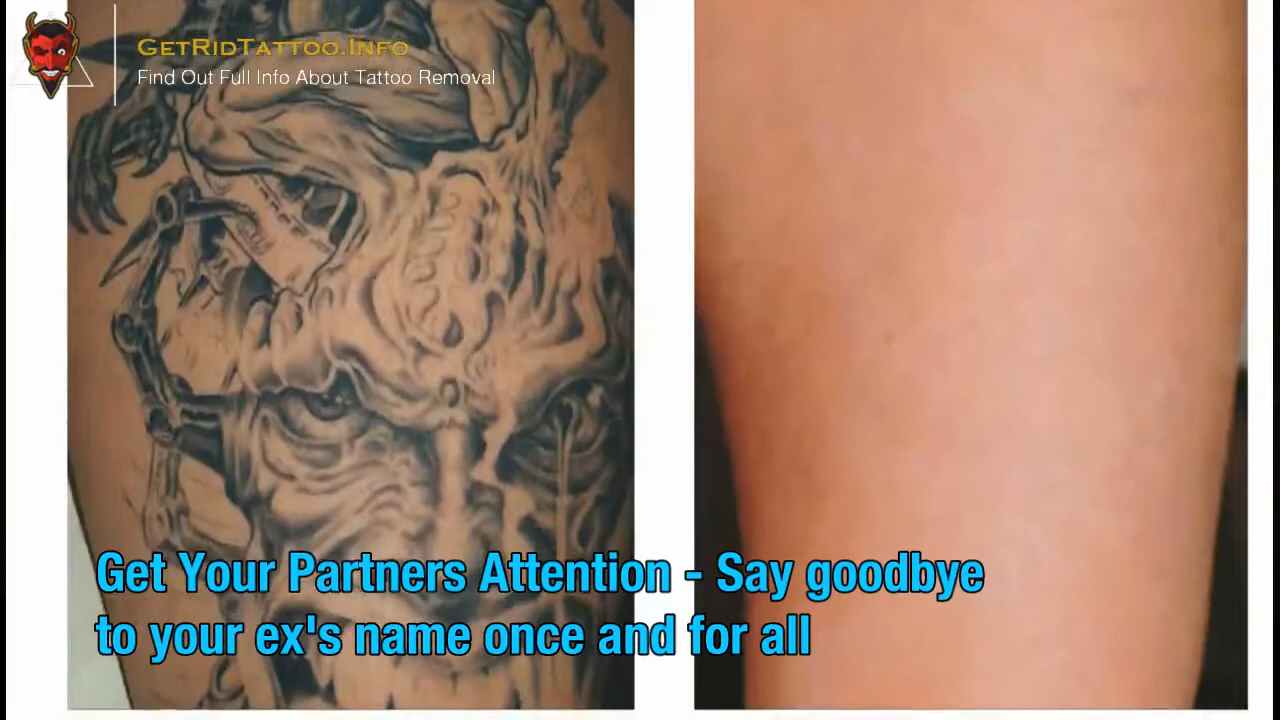 GetRidTattoo.Info
Find Out Full Info About Tattoo Removal
Get Your Partners Attention - Say goodbye
to your ex's name once and for all